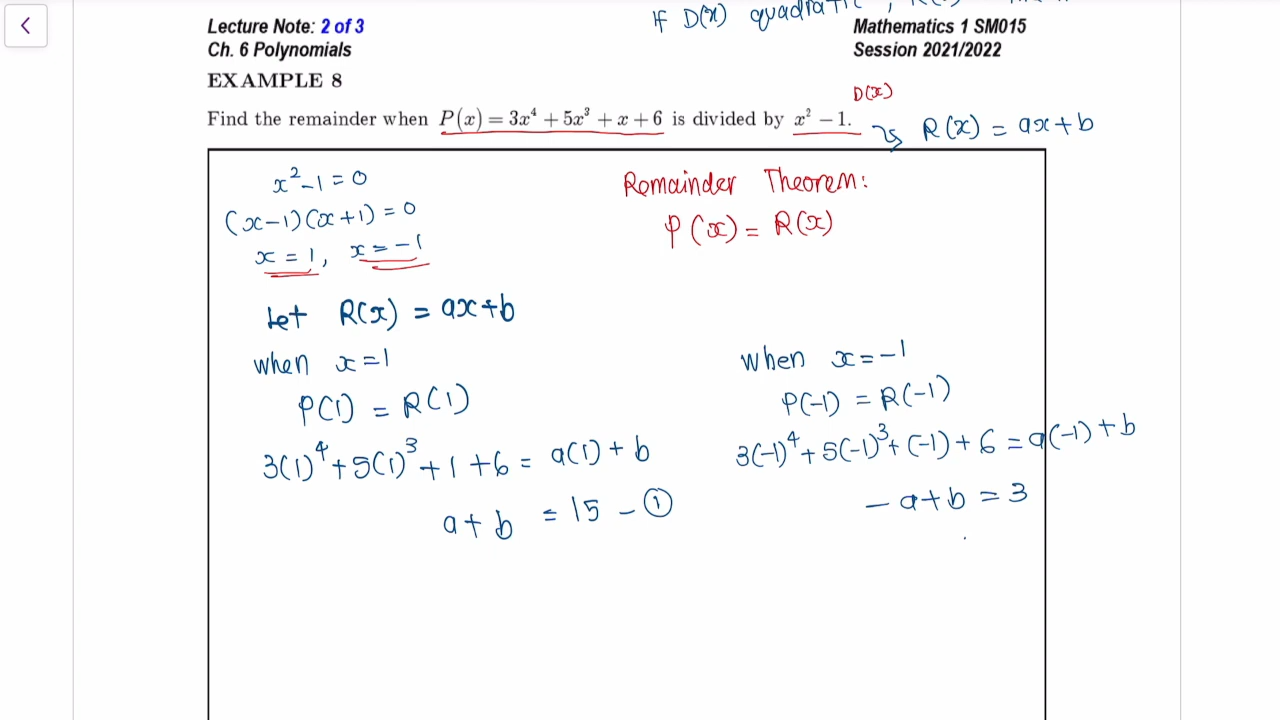 If D(x) quadratic,
Lecture Note: 2 of 3
Mathematics 1 SM015
Ch. 6 Polynomials
Session 2021/2022
EXAMPLE 8
D(x)
Find the remainder when P(x) = 3x⁴ + 5x³ + x + 6 is divided by x² − 1.
R(x) = ax+b
x²-1=0
(x-1)(x+1)=0
x=1, x=-1
Remainder Theorem:
P(x) = R(x)
Let R(x) = ax+b
when x=1
P(1) = R(1)
3(1)⁴+5(1)³+1+6 = a(1)+b
a+b = 15 - ①
when x=-1
P(-1) = R(-1)
3(-1)⁴+5(-1)³+(-1)+6 = a(-1)+b
-a+b = 3